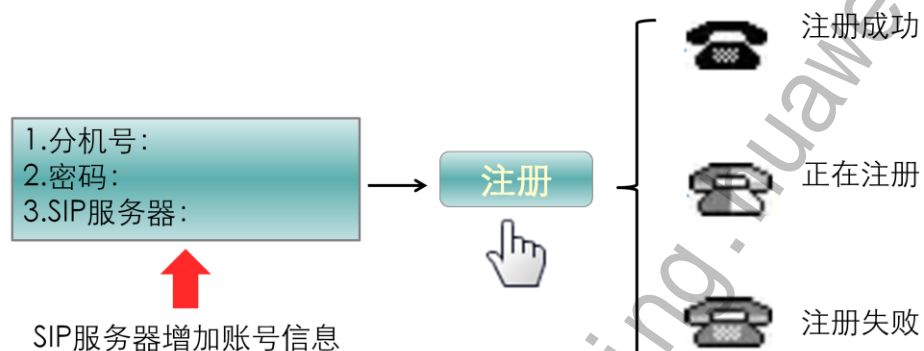 注册成功
1.分机号：
2.密码：
3.SIP服务器：
注册
正在注册
注册失败
SIP服务器增加账号信息
ing.huawe